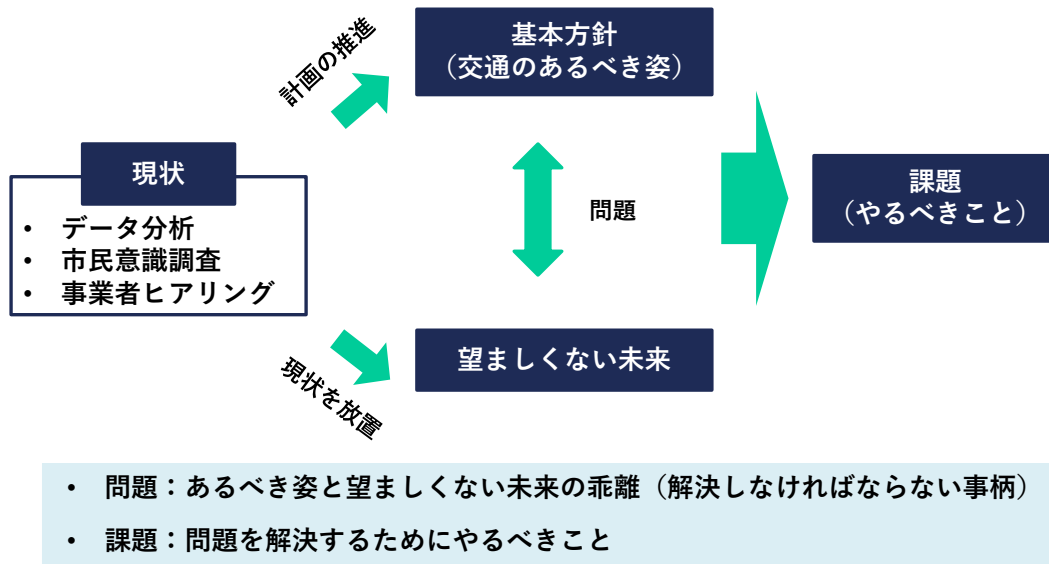 計画の推進
基本方針
（交通のあるべき姿）
現状
• データ分析
• 市民意識調査
• 事業者ヒアリング
問題
課題
（やるべきこと）
現状を放置
望ましくない未来
• 問題：あるべき姿と望ましくない未来の乖離（解決しなければならない事柄）
• 課題：問題を解決するためにやるべきこと